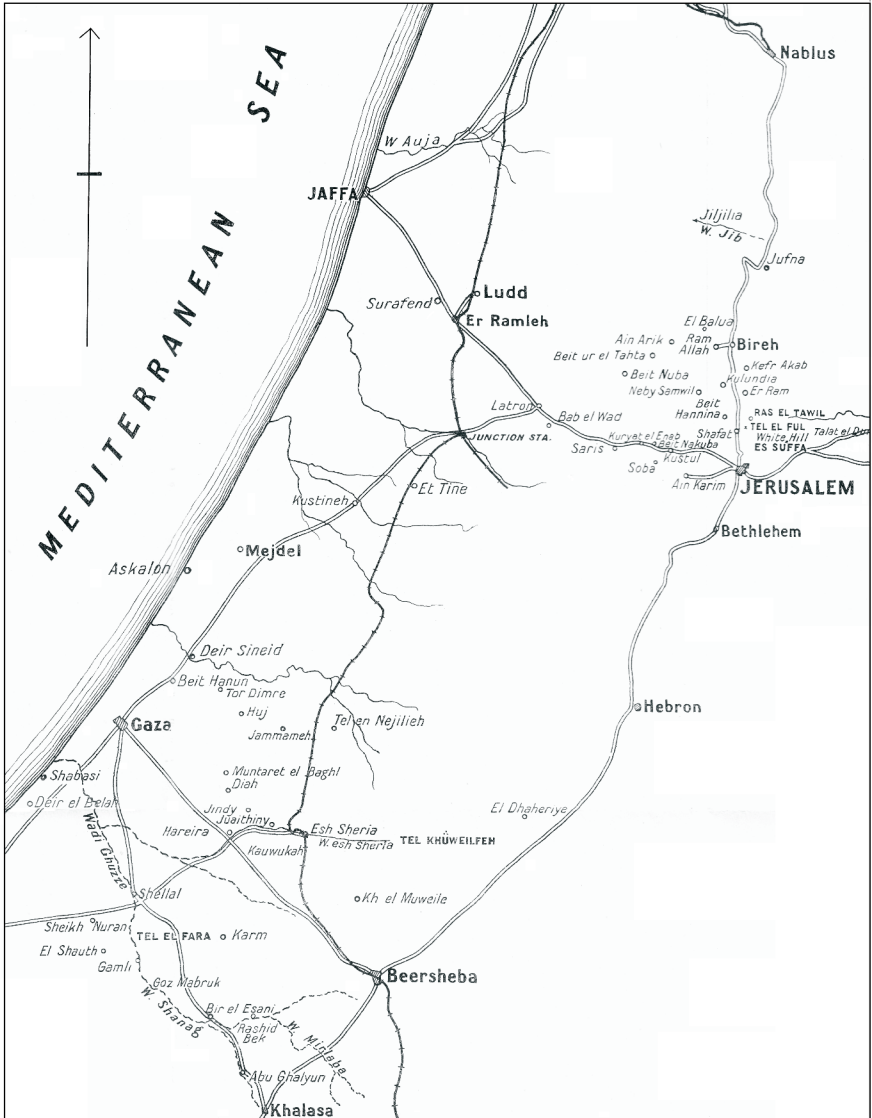 Nablus
MEDITERRANEAN SEA
W Auja
JAFFA
Jiljilia
W. Jib
Jufna
Ludd
Surafend
Er Ramleh
El Balua
Ain Arik
Ram
Allah
Bireh
Beit ur el Tahta
Kefr Akab
Beit Nuba
Kulundia
Neby Samwil
Er Ram
Beit
Hannina
Latron
Bab el Wad
RAS EL TAWIL
TEL EL FUL
Shafat
White Hill
Talat el Dum
ES SUFFA
JUNCTION STA.
Kuryet el Enab
Beit Nakuba
Saris
Kustul
Soba
Ain Karim
JERUSALEM
Et Tine
Kustineh
Bethlehem
Mejdel
Askalon
Deir Sineid
Beit Hanun
Tor Dimre
Huj
Hebron
Gaza
Jammameh
Tel en Nejilieh
Shabasi
Muntaret el Baghl
Diah
Deir el Belah
Jindy
El Dhaheriye
Wadi Ghuzze
Juaithiny
Hareira
Esh Sheria
W. esh Sheria
TEL KHŬWEILFEH
Kauwukah
Shellal
Kh el Muweile
Sheikh Nuran
TEL EL FARA
Karm
El Shauth
Gamli
Beersheba
Goz Mabruk
W. Shanag
Bir el Esani
Rashid
Bek
W. Mirtaba
Abu Ghalyun
Khalasa